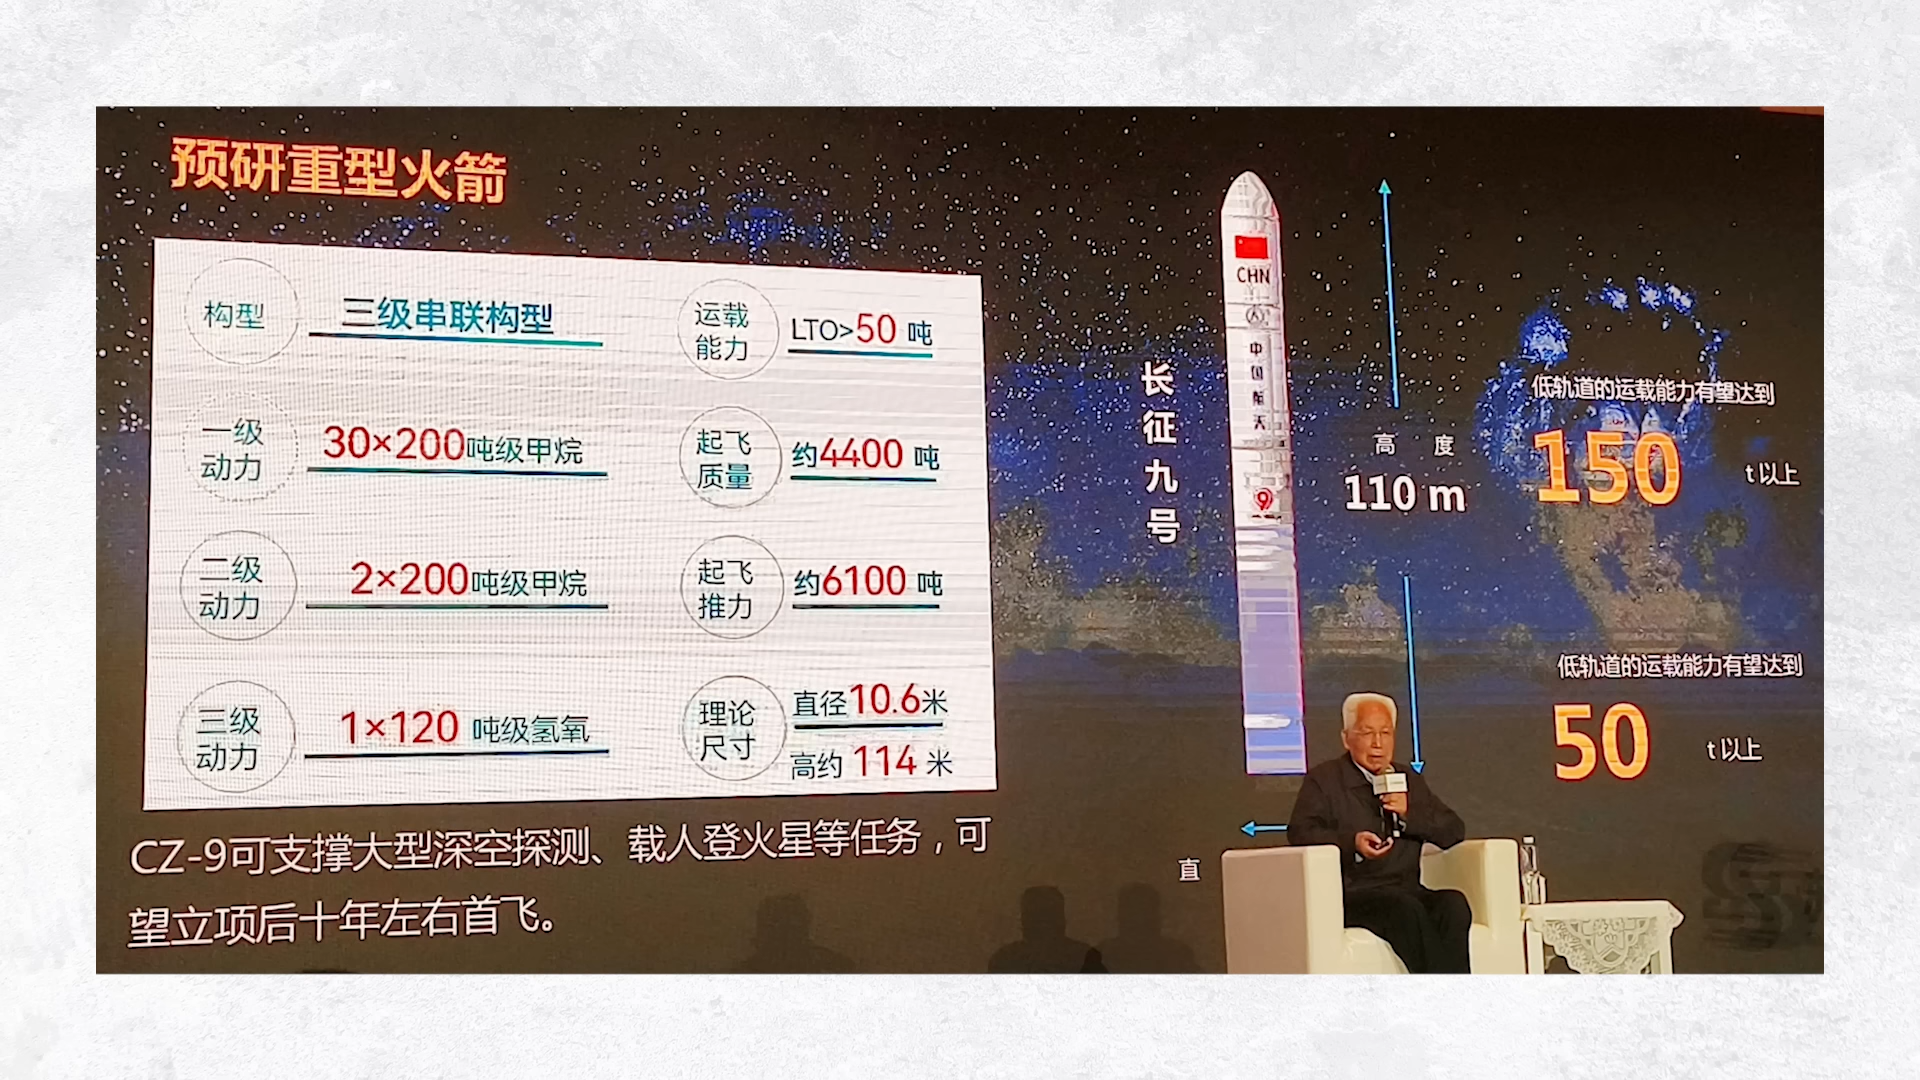 预研重型火箭
构型
三级串联构型
运载
能力
LTO>50 吨
一级
动力
30×200吨级甲烷
起飞
质量
约4400 吨
二级
动力
2×200吨级甲烷
起飞
推力
约6100 吨
三级
动力
1×120 吨级氢氧
理论
尺寸
直径10.6米
高约 114 米
CZ-9可支撑大型深空探测、载人登火星等任务，可
望立项后十年左右首飞。
长征九号
CHN
中国航天
9
高 度
110 m
低轨道的运载能力有望达到
150 t 以上
低轨道的运载能力有望达到
50 t 以上
直